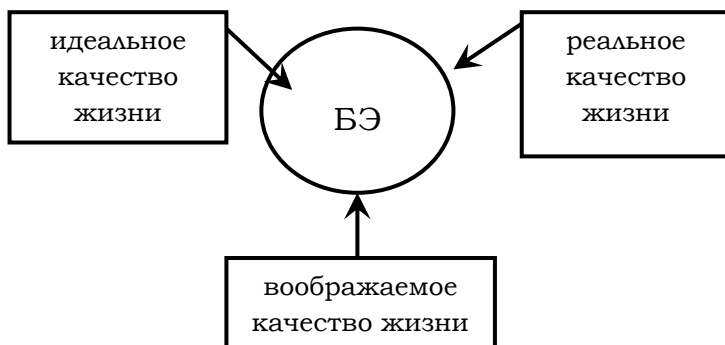 идеальное
качество
жизни
БЭ
реальное
качество
жизни
воображаемое
качество жизни